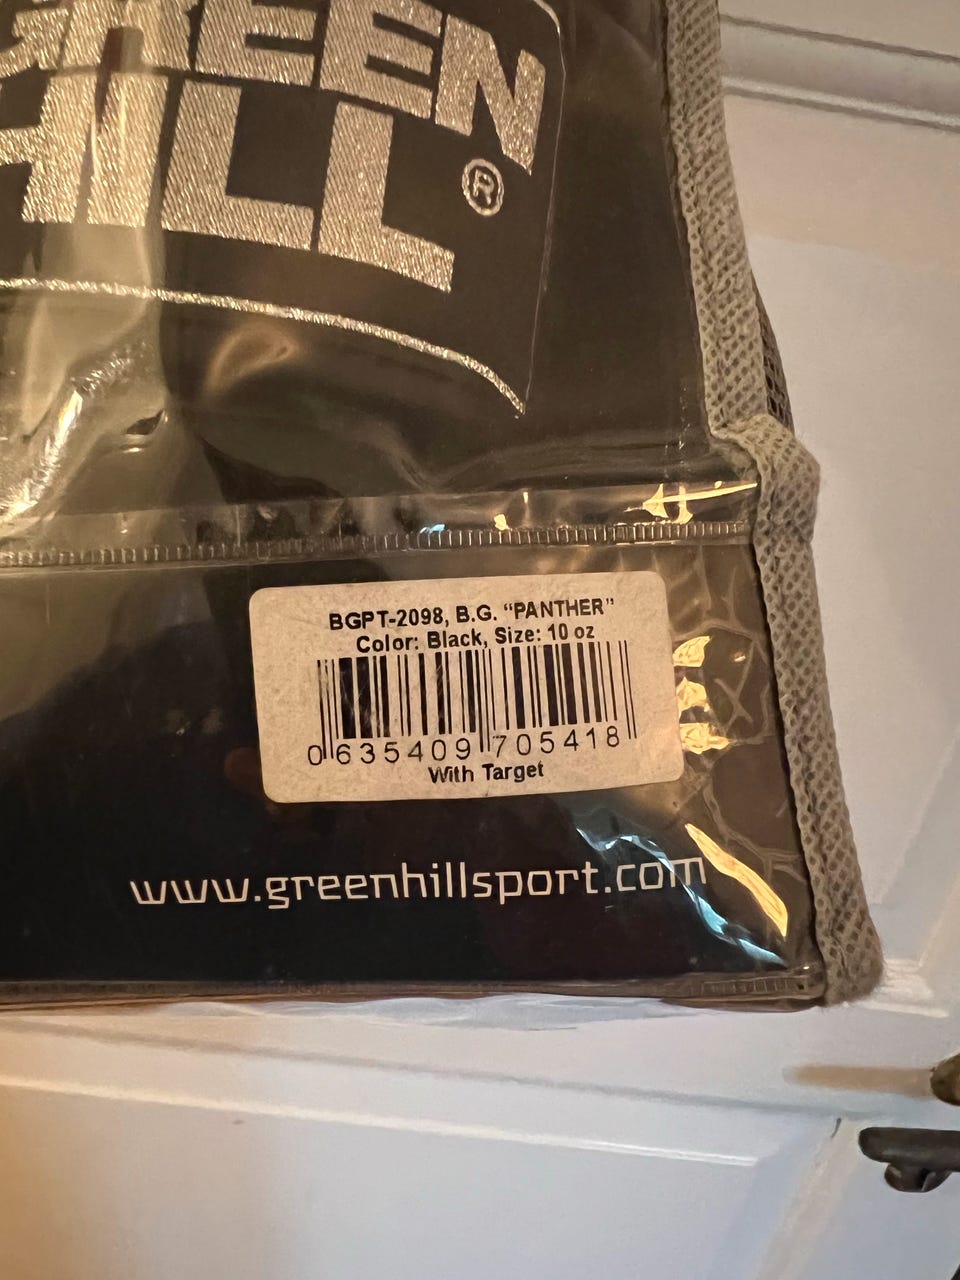 GREEN
HILL®
BGPT-2098, B.G. “PANTHER”
Color: Black, Size: 10 oz
0 635409 705418
With Target
www.greenhillsport.com